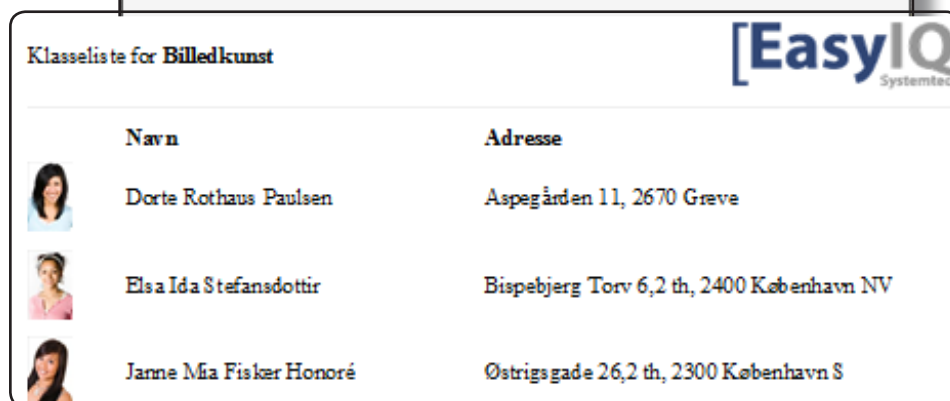 Klasseliste for Billedkunst
[EasyIQ
Systemtec
Navn Adresse
Dorte Rothaus Paulsen Aspegården 11, 2670 Greve
Elsa Ida Stefansdottir Bispebjerg Torv 6,2 th, 2400 København NV
Janne Mia Fisker Honoré Østrigsgade 26,2 th, 2300 København S